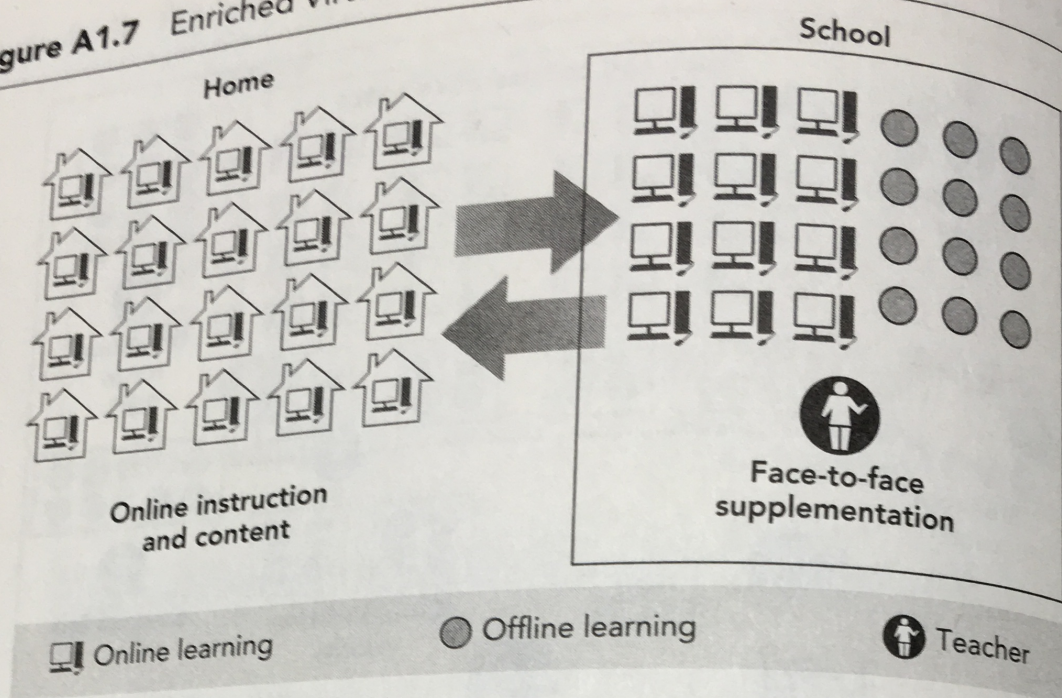 gure A1.7 Enriched
School
Home
Online instruction
and content
Face-to-face
supplementation
Online learning
Offline learning
Teacher